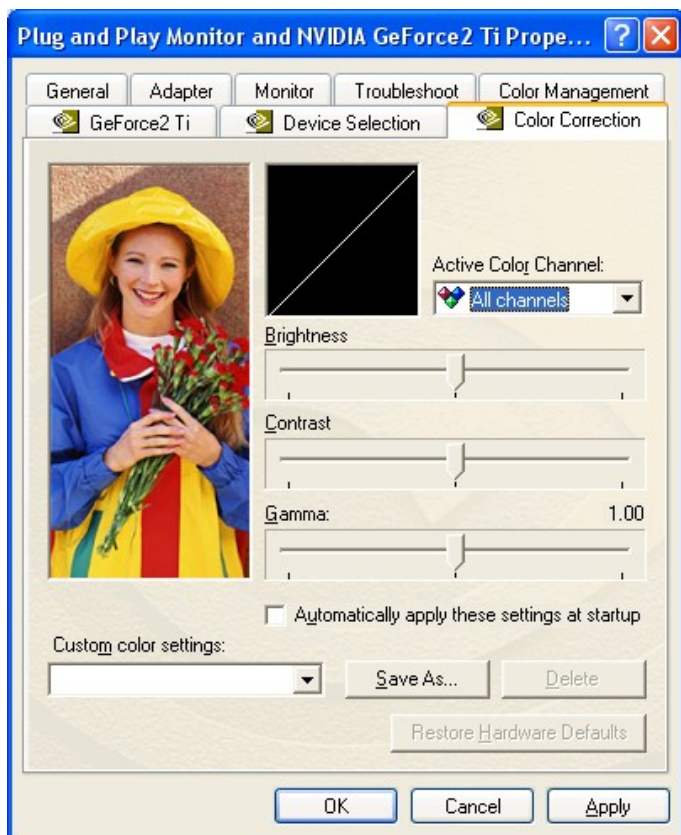 Plug and Play Monitor and NVIDIA GeForce2 Ti Prope...
General Adapter Monitor Troubleshoot Color Management
GeForce2 Ti Device Selection Color Correction
Active Color Channel:
All channels
Brightness
Contrast
Gamma: 1.00
Automatically apply these settings at startup
Custom color settings:
Save As... Delete
Restore Hardware Defaults
OK Cancel Apply